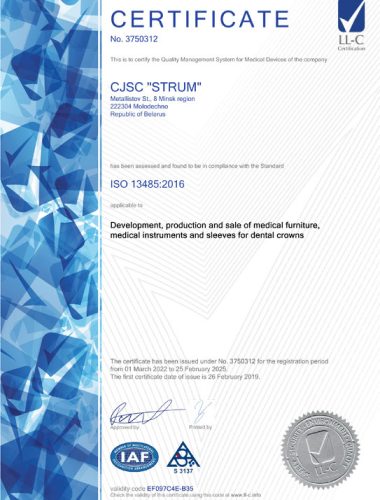 CERTIFICATE
No. 3750312
LL-C
Certification
This is to certify the Quality Management System for Medical Devices of the company
CJSC "STRUM"
Metallistov St., 8 Minsk region
222304 Molodechno
Republic of Belarus
has been assessed and found to be in compliance with the Standard
ISO 13485:2016
applicable to
Development, production and sale of medical furniture,
medical instruments and sleeves for dental crowns
The certificate has been issued under No. 3750312 for the registration period
from 01 March 2022 to 25 February 2025.
The first certificate date of issue is 26 February 2019.
approved by
Printed by
IAF
S 3137
LL-C
validity code EF097C4E-B35
Check the validity of this certificate using this code at www.ll-c.info